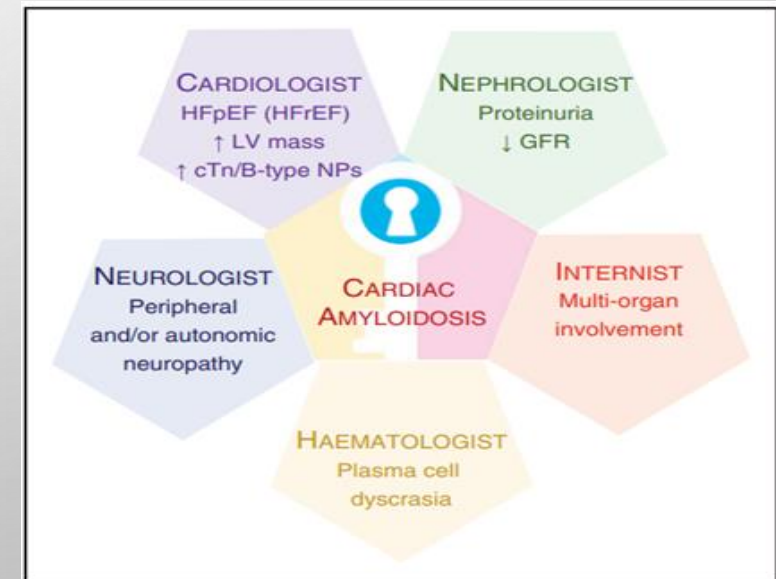 CARDIOLOGIST
HFpEF (HFrEF)
↑ LV mass
↑ cTn/B-type NPs
NEPHROLOGIST
Proteinuria
↓ GFR
NEUROLOGIST
Peripheral
and/or autonomic
neuropathy
CARDIAC
AMYLOIDOSIS
INTERNIST
Multi-organ
involvement
HAEMATOLOGIST
Plasma cell
dyscrasia